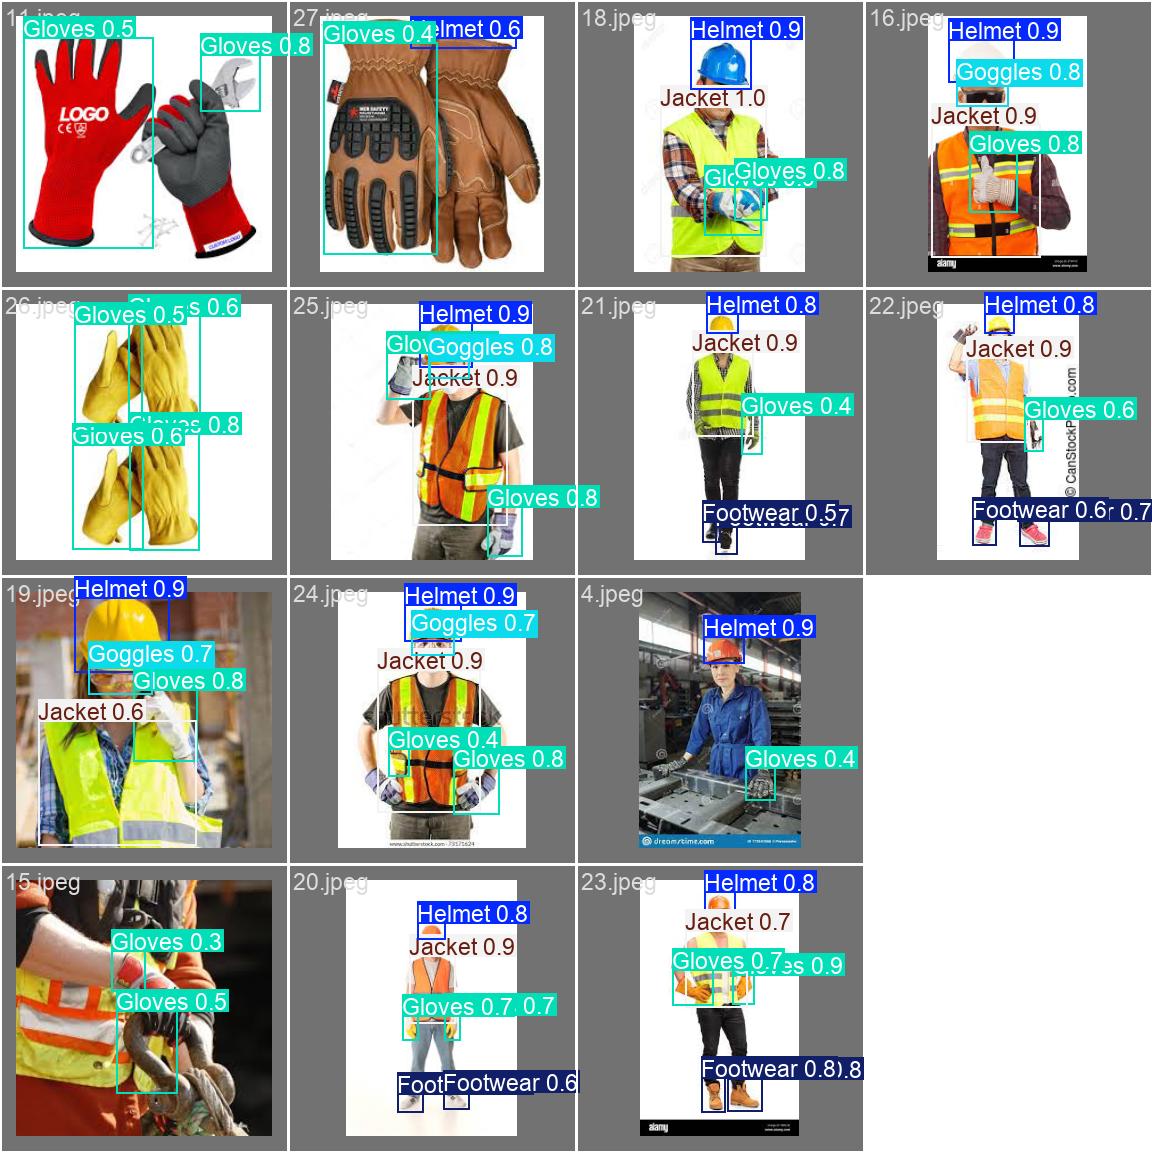 11.jpeg
Gloves 0.5
Gloves 0.8
LOGO
CE
CUSTOM LOGO
27.jpeg
Gloves 0.4
Helmet 0.6
MCR SAFETY
18.jpeg
Helmet 0.9
Jacket 1.0
Gloves 0.8
16.jpeg
Helmet 0.9
Goggles 0.8
Jacket 0.9
Gloves 0.8
alamy
26.jpeg
Gloves 0.5
Gloves 0.6
Gloves 0.8
Gloves 0.6
25.jpeg
Helmet 0.9
Goggles 0.8
Jacket 0.9
Gloves 0.8
21.jpeg
Helmet 0.8
Jacket 0.9
Gloves 0.4
Footwear 0.5
22.jpeg
Helmet 0.8
Jacket 0.9
Gloves 0.6
Footwear 0.6
r 0.7
19.jpeg
Helmet 0.9
Goggles 0.7
Gloves 0.8
Jacket 0.6
24.jpeg
Helmet 0.9
Goggles 0.7
Jacket 0.9
Gloves 0.4
Gloves 0.8
www.shutterstock.com · 73171624
4.jpeg
Helmet 0.9
Gloves 0.4
dreamstime.com
15.jpeg
Gloves 0.3
Gloves 0.5
20.jpeg
Helmet 0.8
Jacket 0.9
Gloves 0.7
0.7
Foot
Footwear 0.6
23.jpeg
Helmet 0.8
Jacket 0.7
Gloves 0.7
Gloves 0.9
Footwear 0.8
alamy